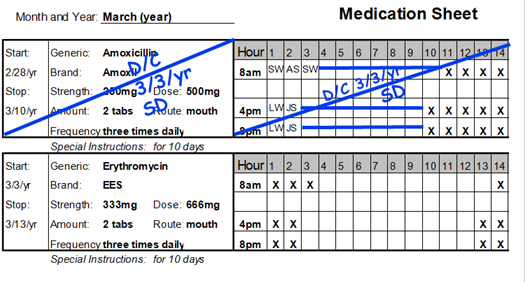 Month and Year: March (year) Medication Sheet
Start: Generic: Amoxicillin Hour 1 2 3 4 5 6 7 8 9 10 11 12 13 14
2/28/yr Brand: Amoxil D/C 8am SW AS SW X X X X
Stop: Strength: 250mg Dose: 500mg 3/3/yr D/C 3/3/yr
3/10/yr Amount: 2 tabs Route: mouth SD 4pm LW JS SD X X X X X
Frequency three times daily 8pm LW JS X X X X X
Special Instructions: for 10 days
Start: Generic: Erythromycin Hour 1 2 3 4 5 6 7 8 9 10 11 12 13 14
3/3/yr Brand: EES 8am X X X X
Stop: Strength: 333mg Dose: 666mg
3/13/yr Amount: 2 tabs Route: mouth 4pm X X X X
Frequency three times daily 8pm X X X X
Special Instructions: for 10 days